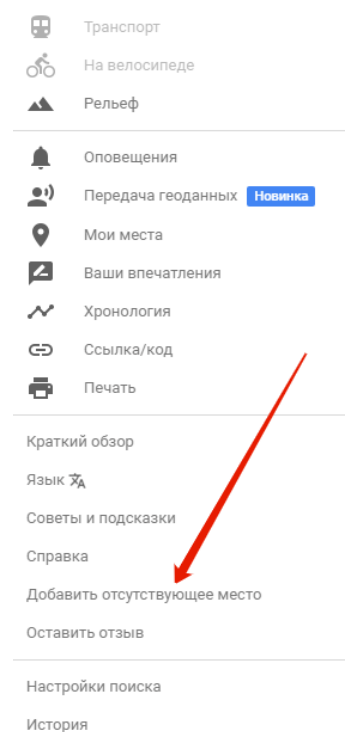 Транспорт
На велосипеде
Рельеф
Оповещения
Передача геоданных Новинка
Мои места
Ваши впечатления
Хронология
Ссылка/код
Печать
Краткий обзор
Язык
Советы и подсказки
Справка
Добавить отсутствующее место
Оставить отзыв
Настройки поиска
История